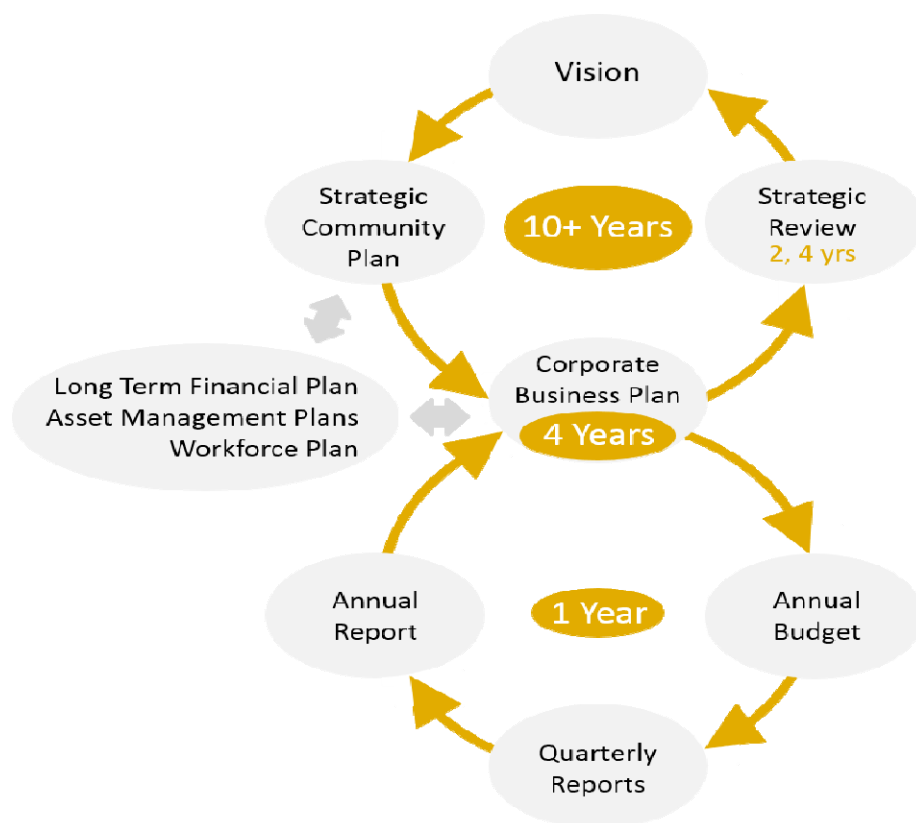 Vision
Strategic
Community
Plan
10+ Years
Strategic
Review
2, 4 yrs
Long Term Financial Plan
Asset Management Plans
Workforce Plan
Corporate
Business Plan
4 Years
Annual
Report
1 Year
Annual
Budget
Quarterly
Reports